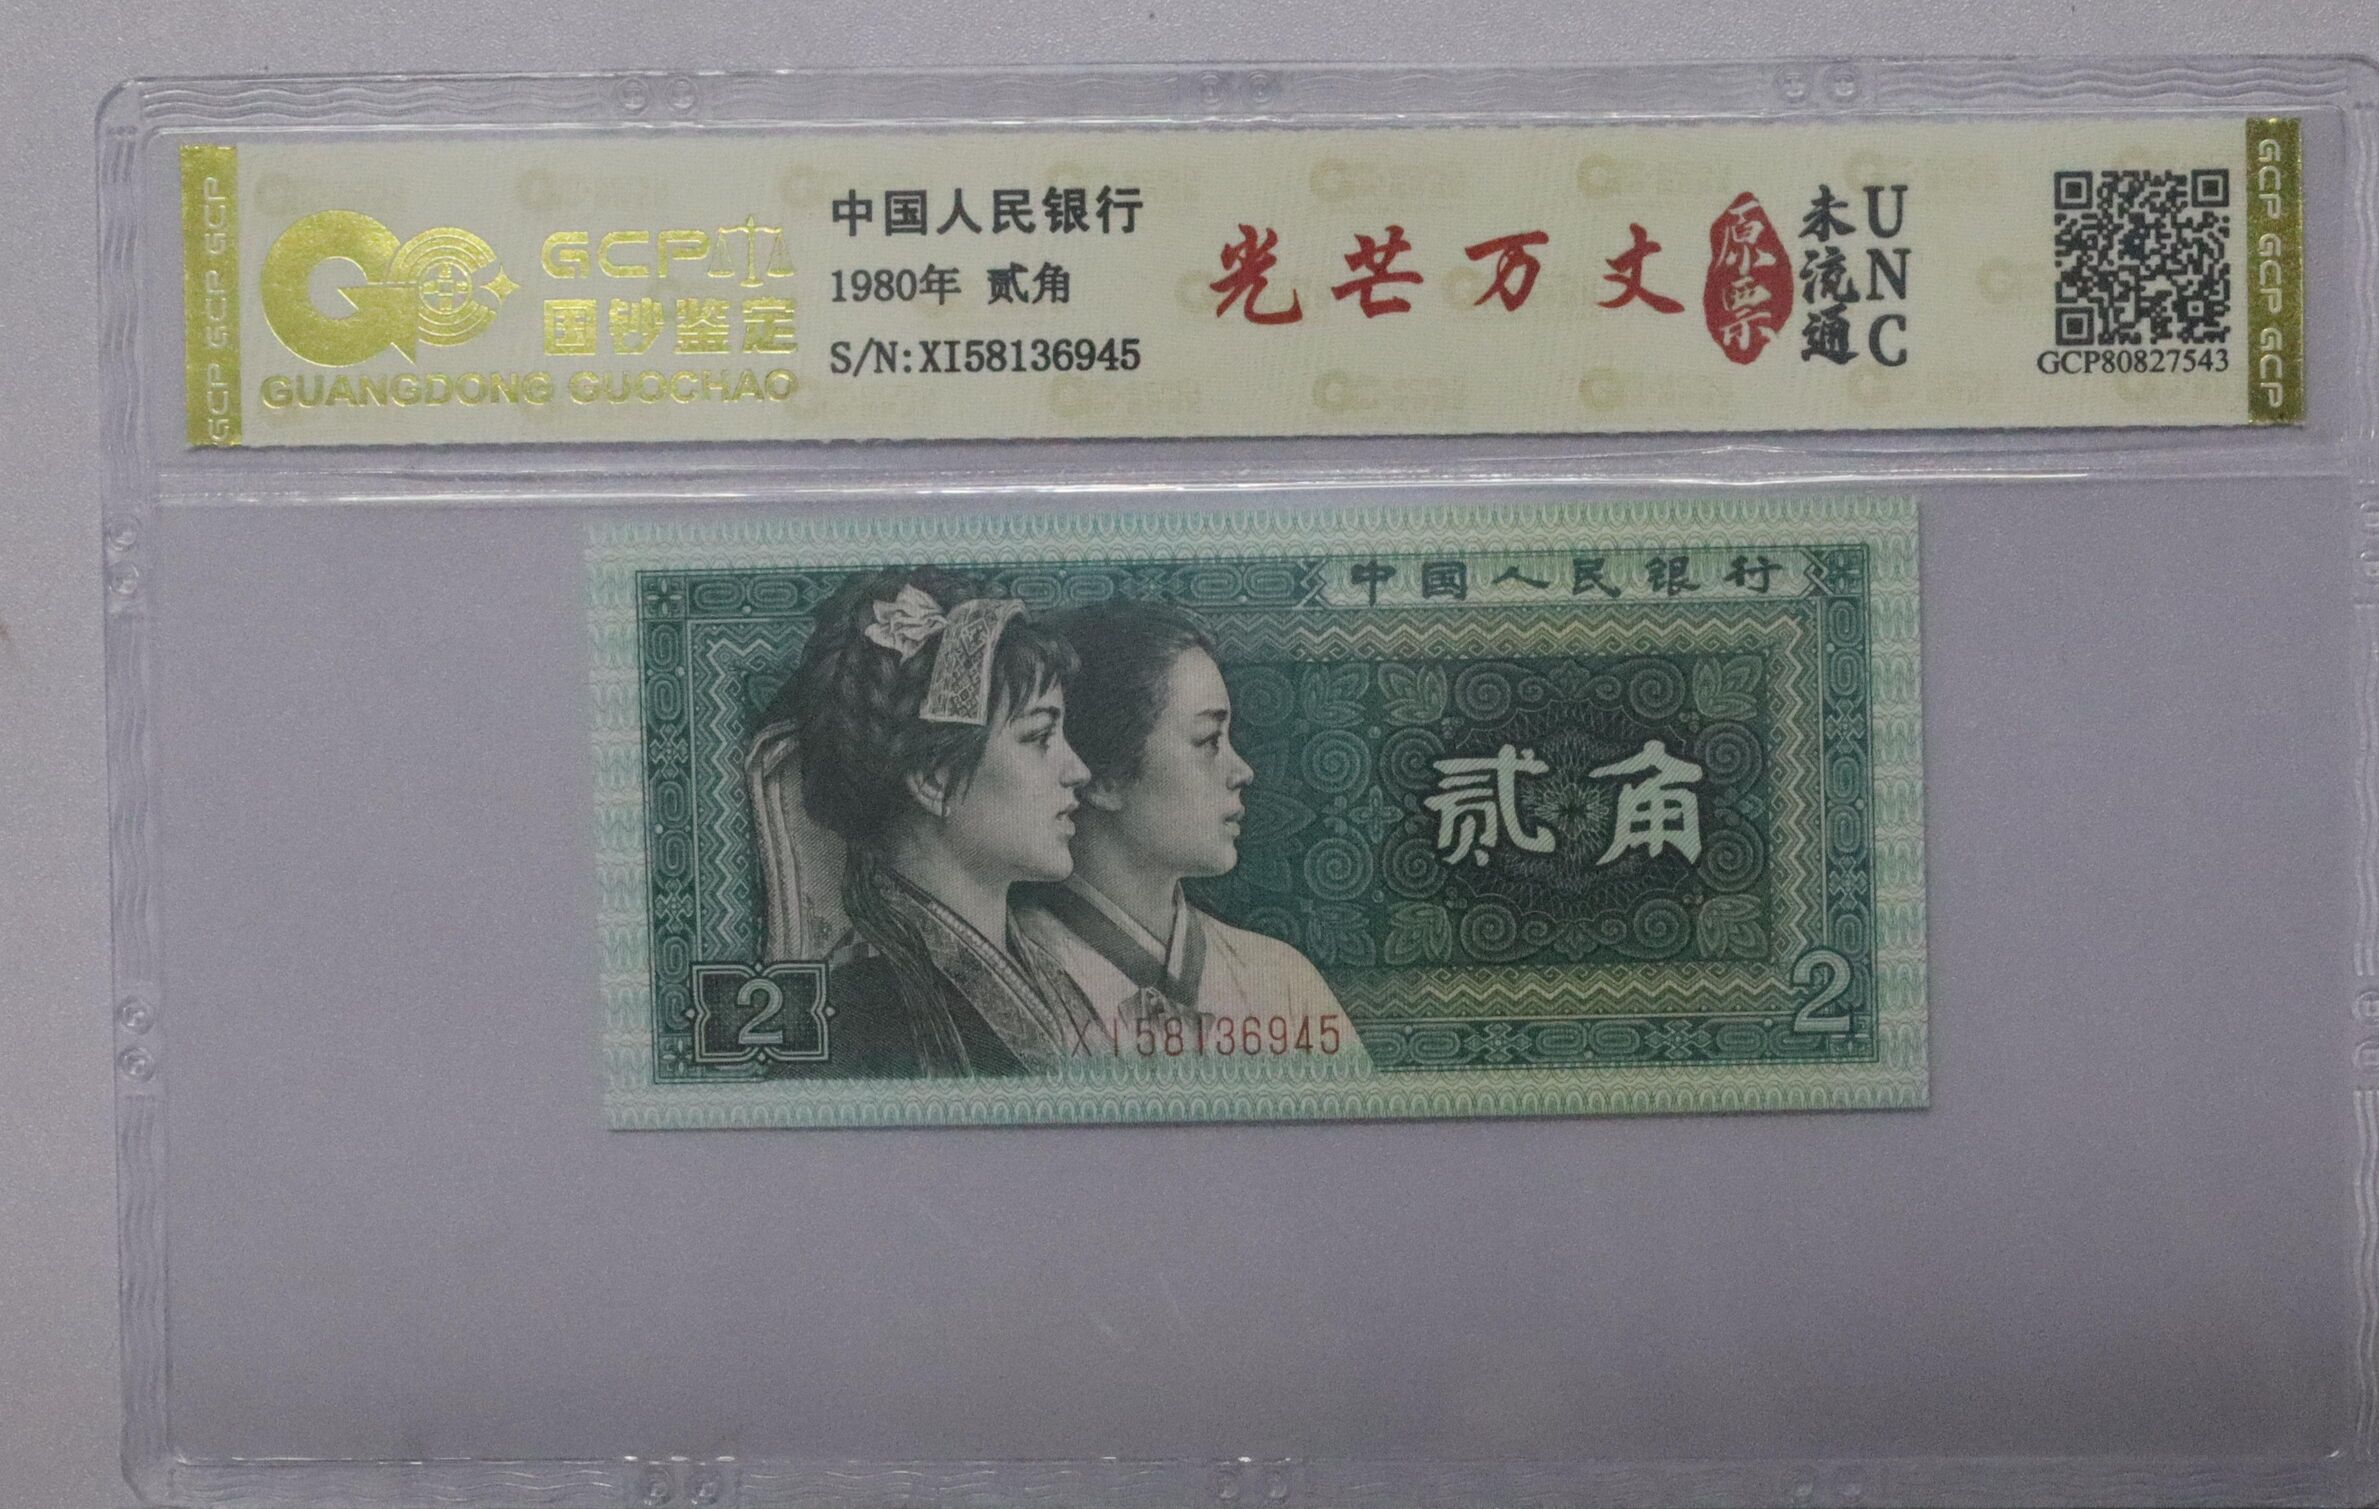 GCP GCP GCP
GCP
国钞鉴定
GUANGDONG GUOCHAO
中国人民银行
1980年 贰角
S/N:XI58136945
光芒万丈
原票
未流通
UNC
GCP80827543
GCP GCP GCP
中国人民银行
贰角
2
XI58136945
2